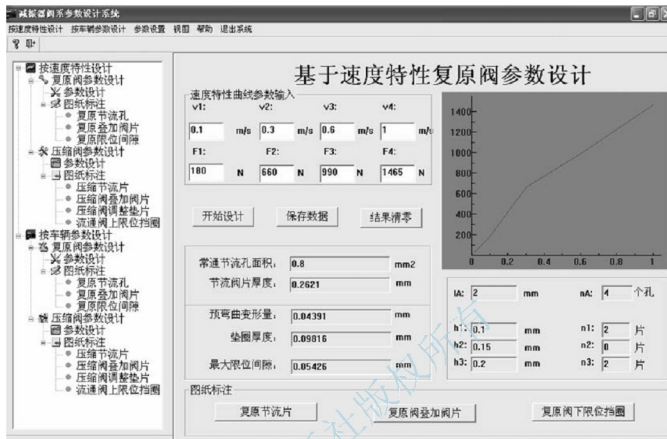 减振器阀系参数设计系统
按速度特性设计 按车辆参数设计 参数设置 视图 帮助 退出系统
按速度特性设计
复原阀参数设计
参数设计
图纸标注
复原节流孔
复原叠加阀片
复原限位间隙
压缩阀参数设计
参数设计
图纸标注
压缩节流片
压缩阀叠加阀片
压缩阀调整垫片
流通阀上限位挡圈
按车辆参数设计
复原阀参数设计
参数设计
图纸标注
复原节流孔
复原叠加阀片
复原限位间隙
压缩阀参数设计
参数设计
图纸标注
压缩节流片
压缩阀叠加阀片
压缩阀调整垫片
流通阀上限位挡圈
基于速度特性复原阀参数设计
速度特性曲线参数输入
v1: v2: v3: v4:
0.1 m/s 0.3 m/s 0.6 m/s 1 m/s
F1: F2: F3: F4:
180 N 660 N 990 N 1465 N
开始设计 保存数据 结果清零
1400
1200
1000
800
600
400
200
0 0.2 0.4 0.6 0.8 1
常通节流孔面积: 0.8 mm2
节流阀片厚度: 0.2621 mm
预弯曲变形量: 0.04391 mm
垫圈厚度: 0.09816 mm
最大限位间隙: 0.05426 mm
lA: 2 mm nA: 4 个孔
h1: 0.1 mm n1: 2 片
h2: 0.15 mm n2: 0 片
h3: 0.2 mm n3: 2 片
图纸标注
复原节流片 复原阀叠加阀片 复原阀下限位挡圈
社版权所有